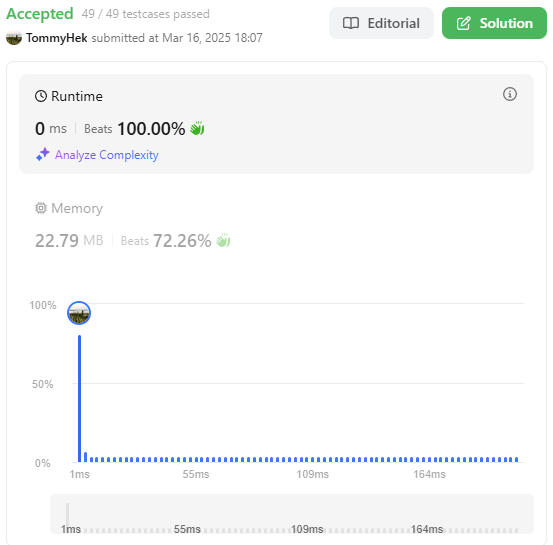 Accepted 49 / 49 testcases passed
Editorial
Solution
TommyHek submitted at Mar 16, 2025 18:07
Runtime
0 ms | Beats 100.00%
Analyze Complexity
Memory
22.79 MB | Beats 72.26%
100%
50%
0%
1ms 55ms 109ms 164ms
1ms 55ms 109ms 164ms